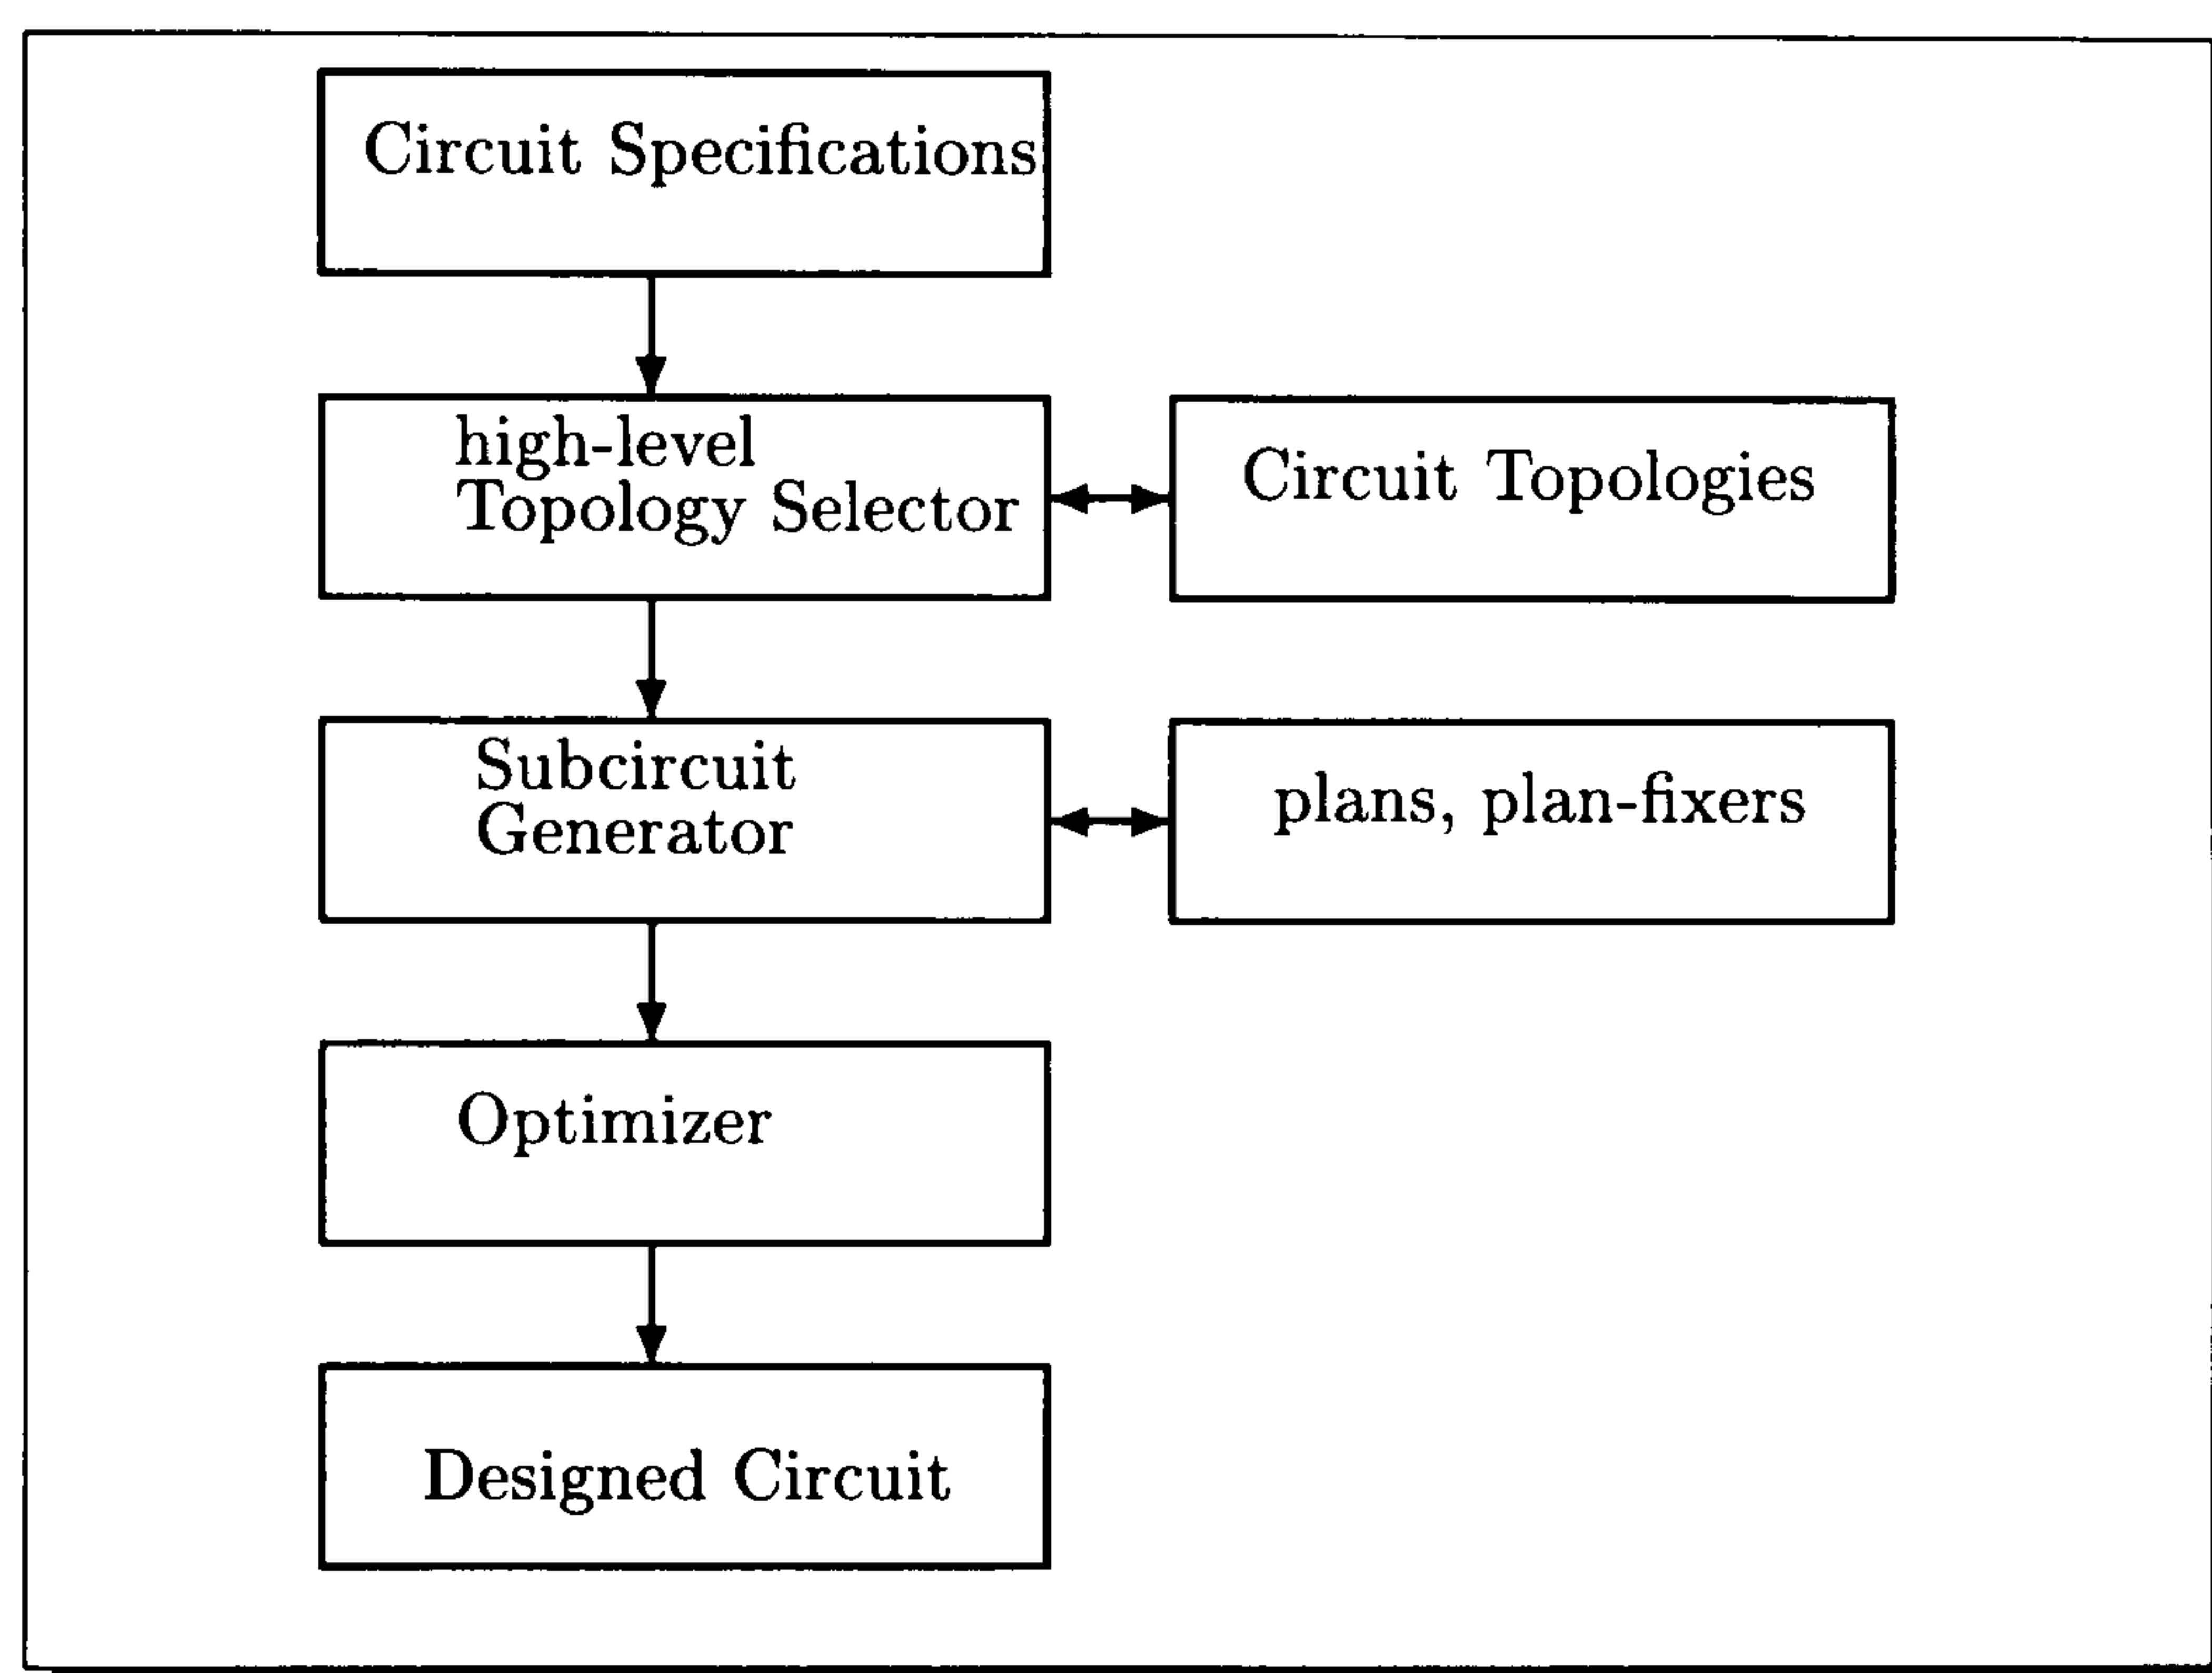 Circuit Specifications
high-level
Topology Selector
Circuit Topologies
Subcircuit
Generator
plans, plan-fixers
Optimizer
Designed Circuit